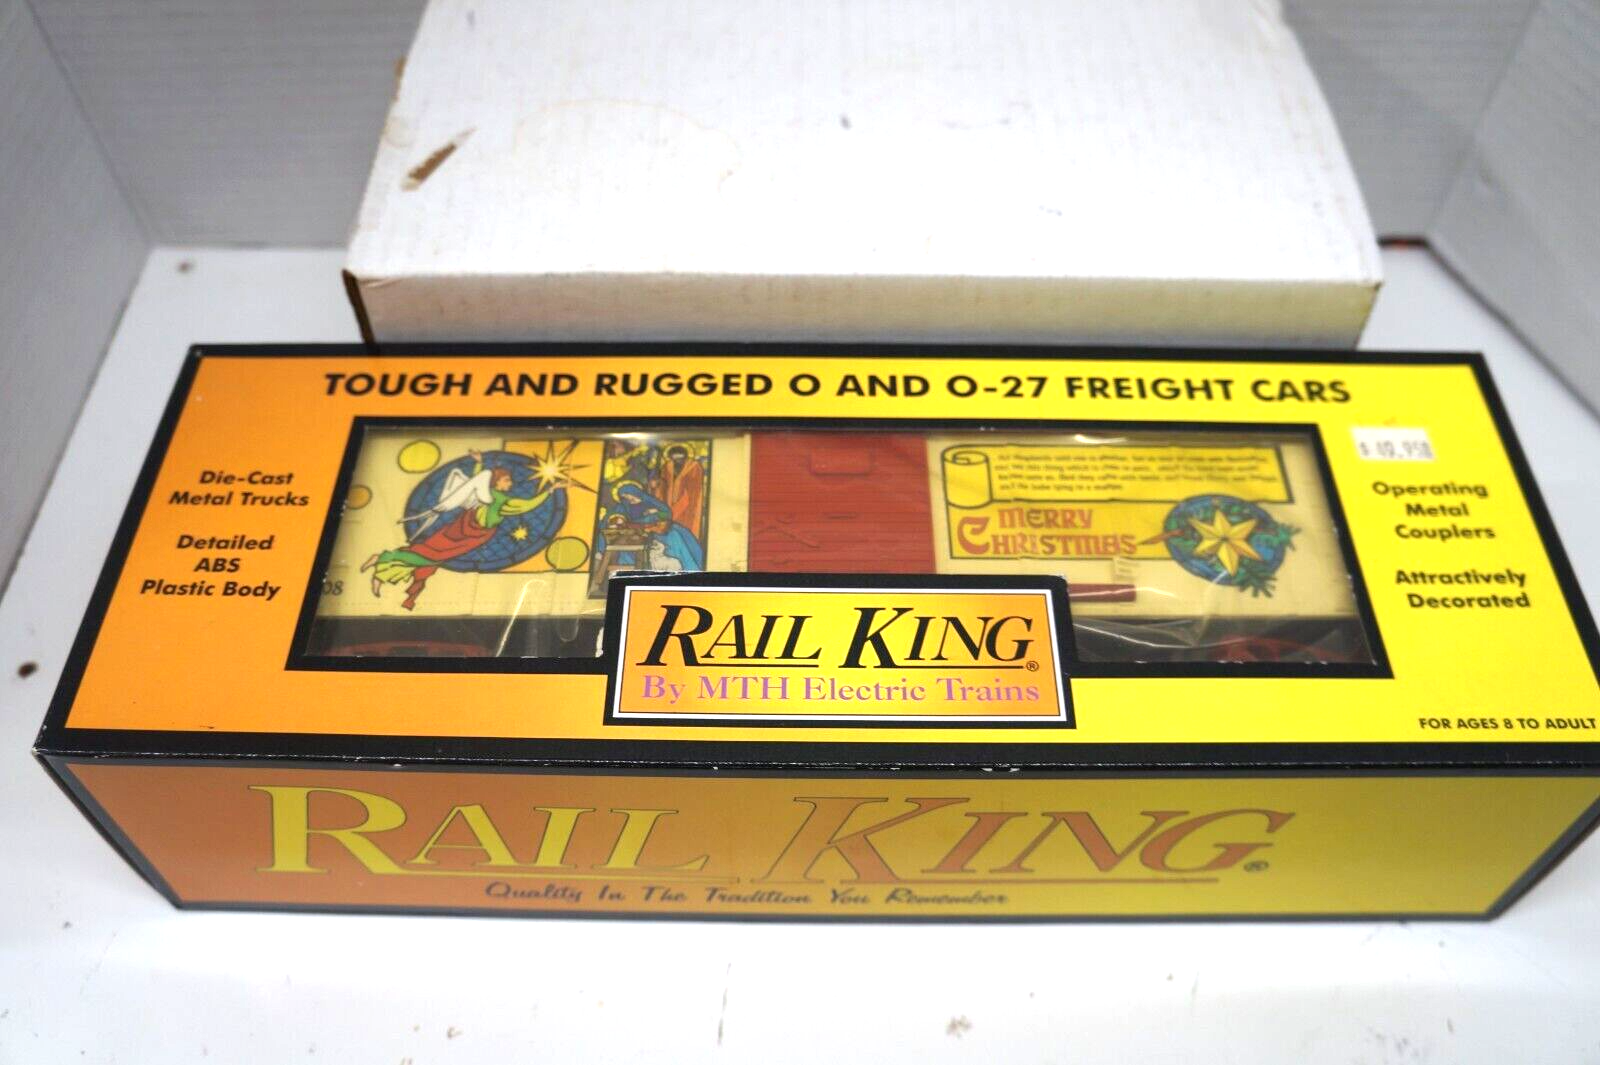 TOUGH AND RUGGED O AND O-27 FREIGHT CARS
Die-Cast
Metal Trucks
Detailed
ABS
Plastic Body
08
MERRY
CHRISTMAS
Operating
Metal
Couplers
Attractively
Decorated
RAIL KING®
By MTH Electric Trains
FOR AGES 8 TO ADULT
RAIL KING®
Quality In The Tradition You Remember